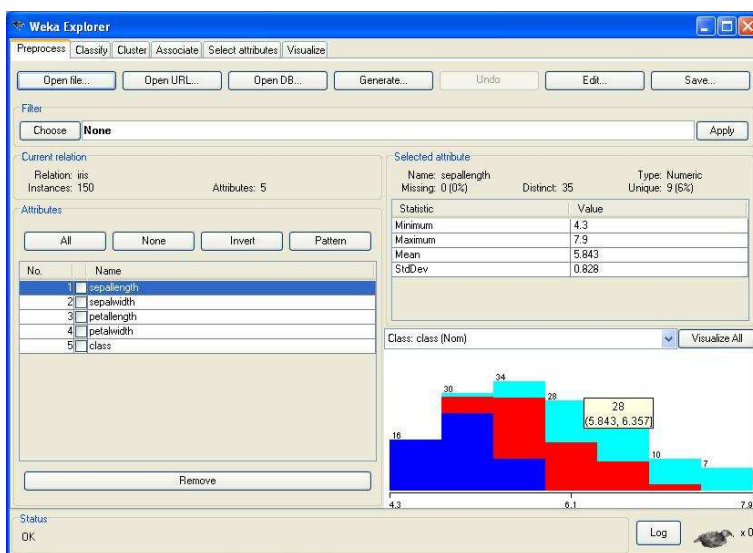 Weka Explorer
Preprocess Classify Cluster Associate Select attributes Visualize
Open file... Open URL... Open DB... Generate... Undo Edit... Save...
Filter
Choose None Apply
Current relation
Relation: iris
Instances: 150 Attributes: 5
Selected attribute
Name: sepallength Type: Numeric
Missing: 0 (0%) Distinct: 35 Unique: 9 (6%)
Statistic Value
Minimum 4.3
Maximum 7.9
Mean 5.843
StdDev 0.828
Attributes
All None Invert Pattern
No. Name
1 sepallength
2 sepalwidth
3 petallength
4 petalwidth
5 class
Remove
Class: class (Nom) Visualize All
16
30
34
28
28
(5.843, 6.357]
10
7
4.3 6.1 7.9
Status
OK
Log x 0